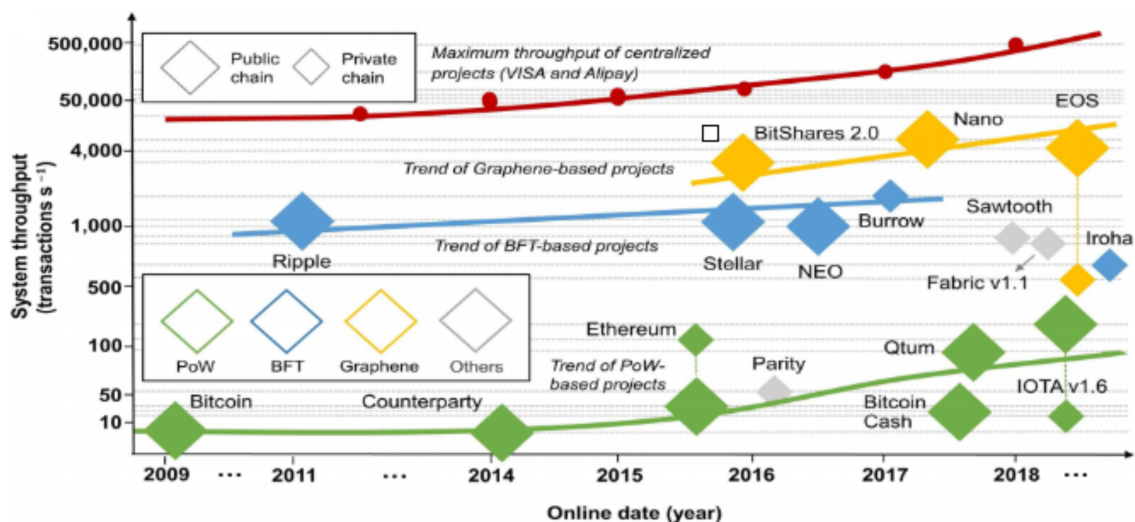 500,000
50,000
4,000
1,000
500
100
50
10
System throughput
(transactions s⁻¹)
Public
chain
Private
chain
Maximum throughput of centralized
projects (VISA and Alipay)
EOS
Nano
BitShares 2.0
Trend of Graphene-based projects
Sawtooth
Burrow
Iroha
Trend of BFT-based projects
Ripple
Stellar
NEO
Fabric v1.1
PoW
BFT
Graphene
Others
Ethereum
Trend of PoW-
based projects
Parity
Qtum
IOTA v1.6
Bitcoin
Counterparty
Bitcoin
Cash
2009 ... 2011 ... 2014 2015 2016 2017 2018 ...
Online date (year)